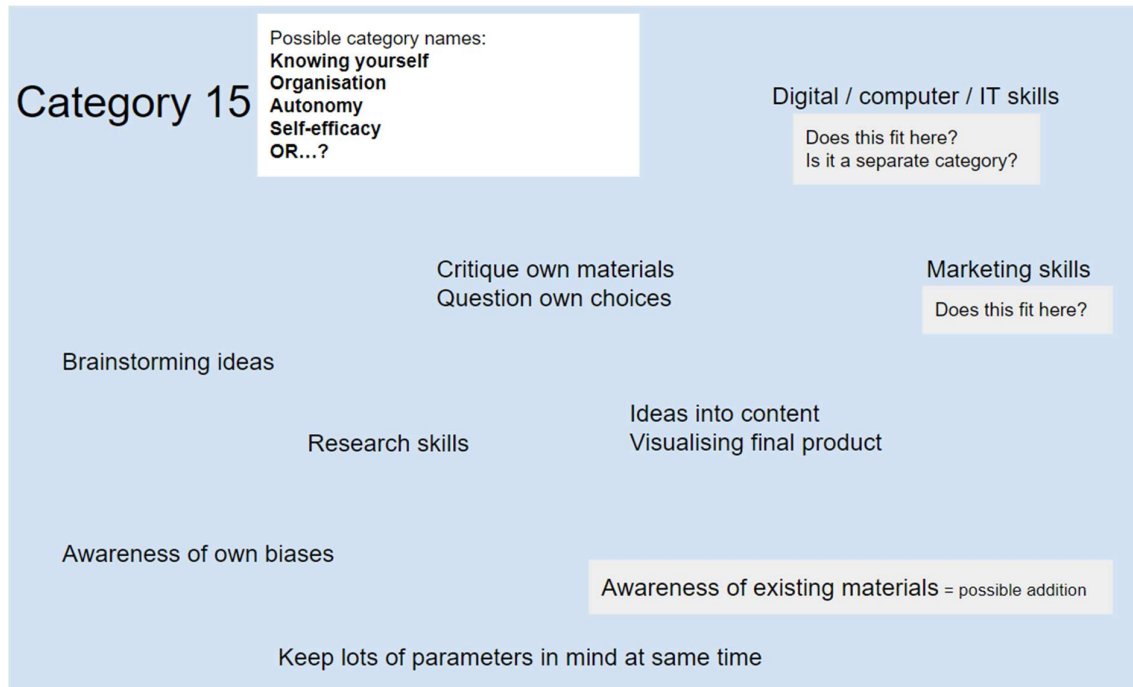 Category 15
Possible category names:
Knowing yourself
Organisation
Autonomy
Self-efficacy
OR...?
Digital / computer / IT skills
Does this fit here?
Is it a separate category?
Critique own materials
Question own choices
Marketing skills
Does this fit here?
Brainstorming ideas
Ideas into content
Visualising final product
Research skills
Awareness of own biases
Awareness of existing materials = possible addition
Keep lots of parameters in mind at same time